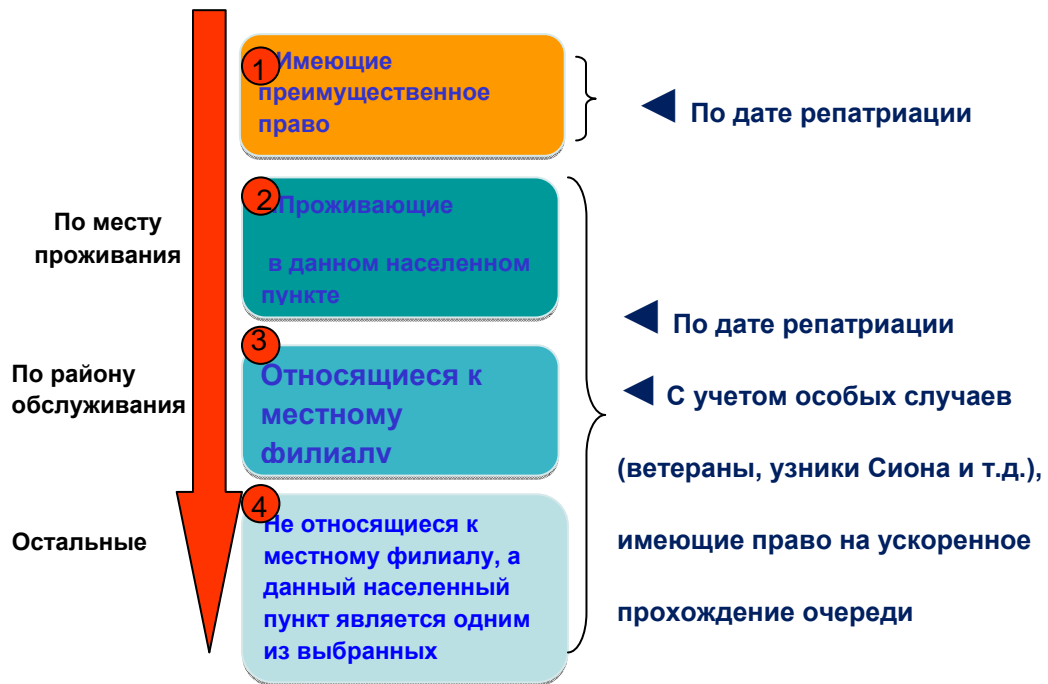 1
Имеющие
преимущественное
право
По дате репатриации
По месту
проживания
2
Проживающие
в данном населенном
пункте
По дате репатриации
По району
обслуживания
3
Относящиеся к
местному
филиалу
С учетом особых случаев
(ветераны, узники Сиона и т.д.),
имеющие право на ускоренное
прохождение очереди
Остальные
4
Не относящиеся к
местному филиалу, а
данный населенный
пункт является одним
из выбранных